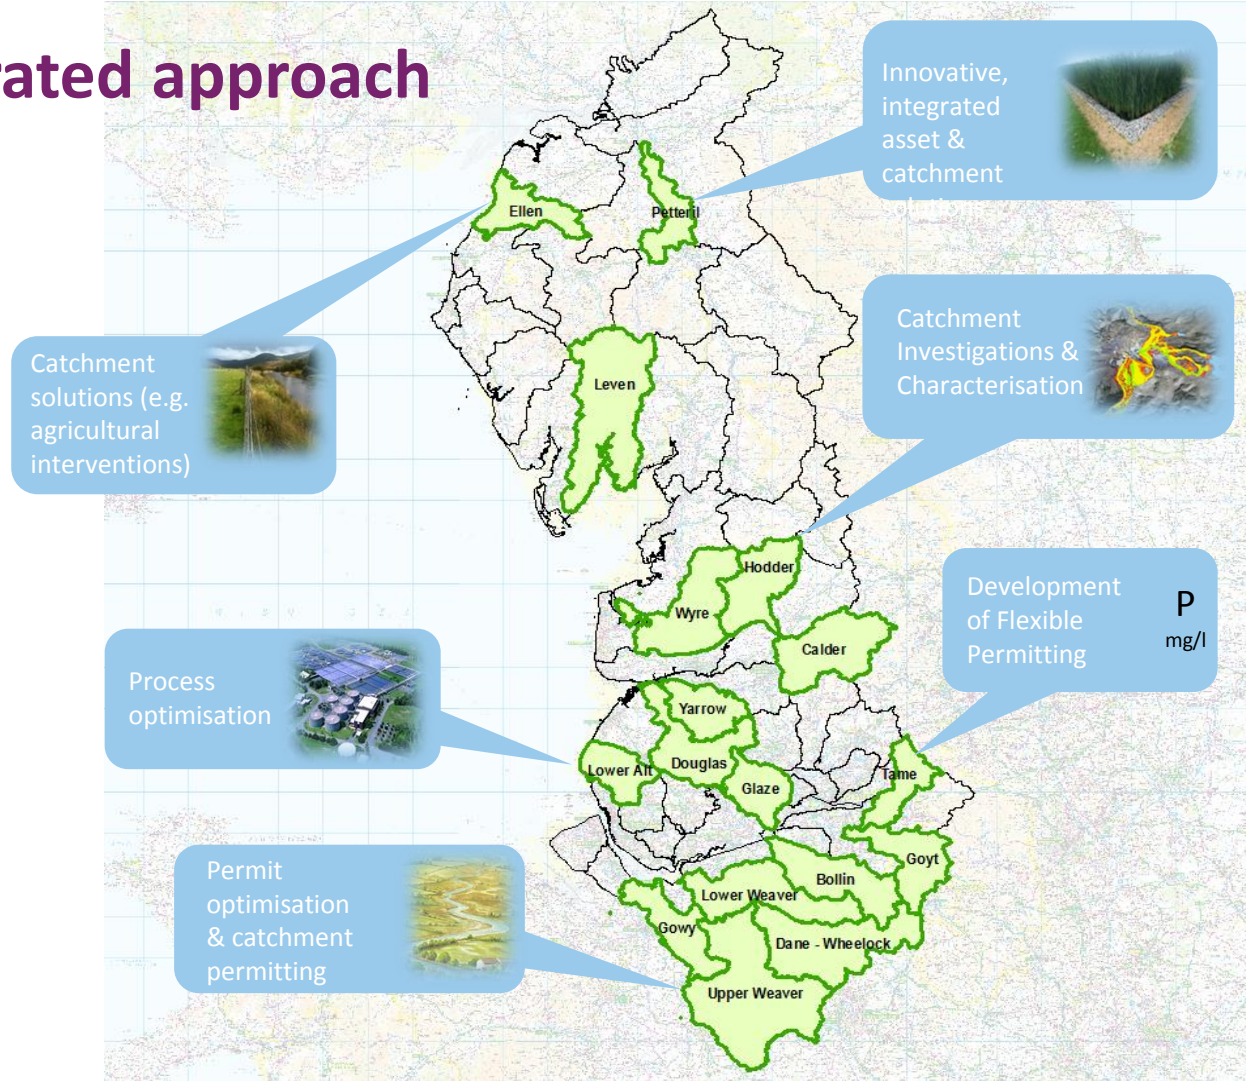 rated approach
Innovative,
integrated
asset &
catchment
Ellen
Petteril
Catchment
solutions (e.g.
agricultural
interventions)
Leven
Catchment
Investigations &
Characterisation
Hodder
Wyre
Calder
Development
of Flexible
Permitting
P
mg/l
Process
optimisation
Yarrow
Douglas
Lower Alt
Glaze
Tame
Goyt
Bollin
Lower Weaver
Gowy
Dane - Wheelock
Upper Weaver
Permit
optimisation
& catchment
permitting